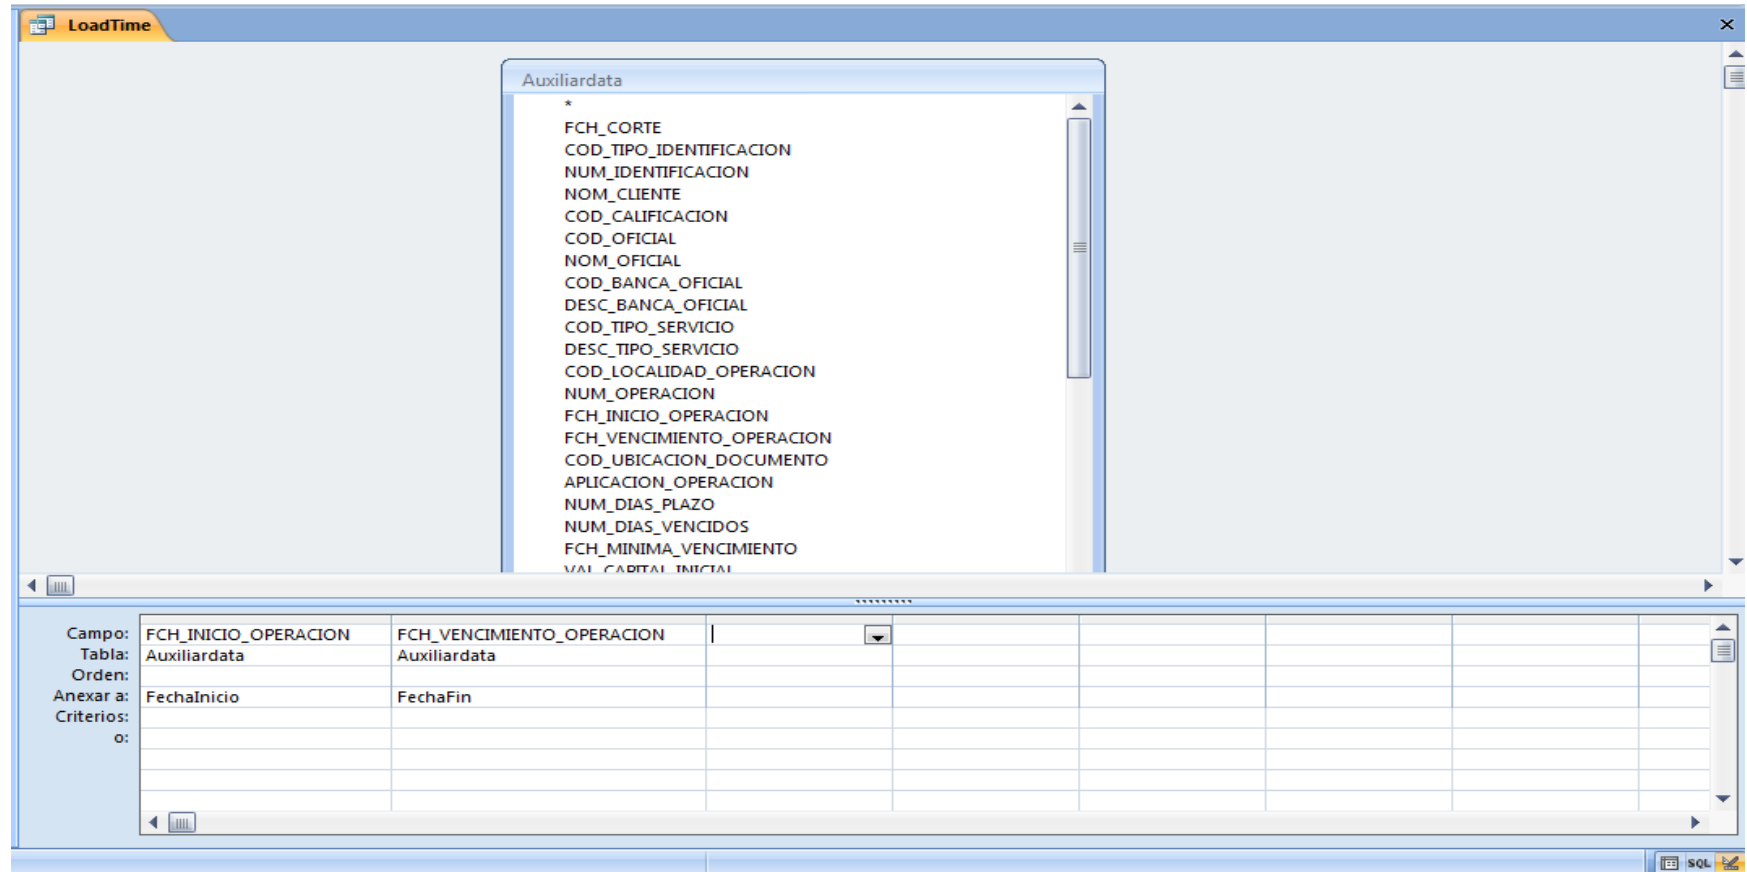 LoadTime
Auxiliardata
*
FCH_CORTE
COD_TIPO_IDENTIFICACION
NUM_IDENTIFICACION
NOM_CLIENTE
COD_CALIFICACION
COD_OFICIAL
NOM_OFICIAL
COD_BANCA_OFICIAL
DESC_BANCA_OFICIAL
COD_TIPO_SERVICIO
DESC_TIPO_SERVICIO
COD_LOCALIDAD_OPERACION
NUM_OPERACION
FCH_INICIO_OPERACION
FCH_VENCIMIENTO_OPERACION
COD_UBICACION_DOCUMENTO
APLICACION_OPERACION
NUM_DIAS_PLAZO
NUM_DIAS_VENCIDOS
FCH_MINIMA_VENCIMIENTO
VAL_CAPITAL_INICIAL
Campo: FCH_INICIO_OPERACION FCH_VENCIMIENTO_OPERACION
Tabla: Auxiliardata Auxiliardata
Orden:
Anexar a: FechaInicio FechaFin
Criterios:
o:
SQL